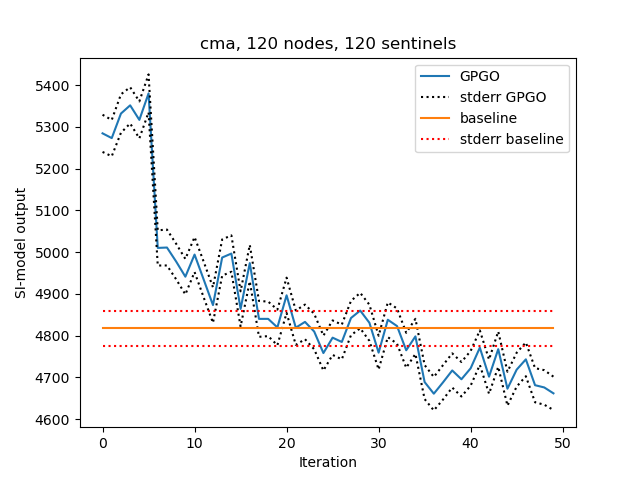 cma, 120 nodes, 120 sentinels
GPGO
stderr GPGO
baseline
stderr baseline
SI-model output
5400
5300
5200
5100
5000
4900
4800
4700
4600
0 10 20 30 40 50
Iteration